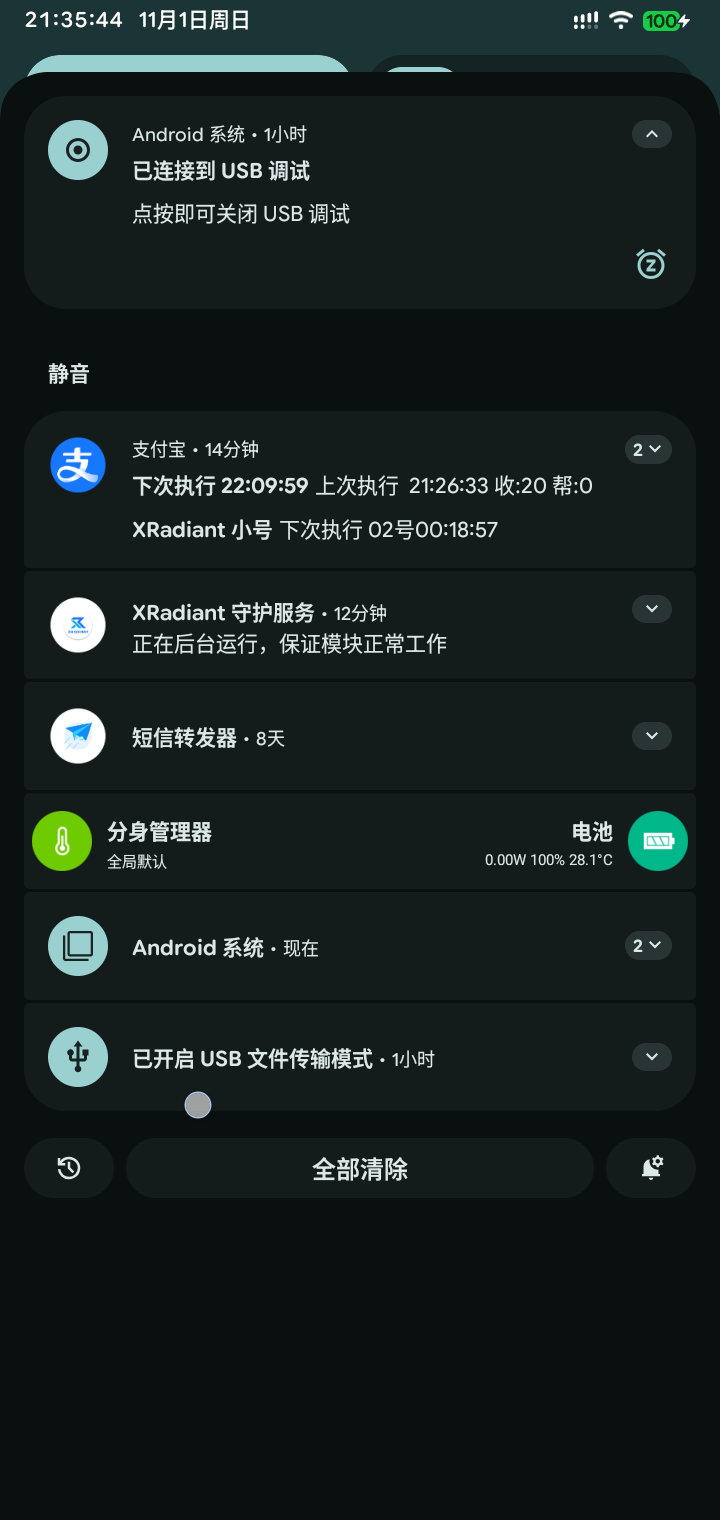 21:35:44 11月1日周日
100
Android 系统 • 1小时
已连接到 USB 调试
点按即可关闭 USB 调试
静音
支付宝 • 14分钟
2
下次执行 22:09:59 上次执行 21:26:33 收:20 帮:0
XRadiant 小号 下次执行 02号00:18:57
XRadiant 守护服务 • 12分钟
正在后台运行，保证模块正常工作
短信转发器 • 8天
分身管理器
全局默认
电池
0.00W 100% 28.1°C
Android 系统 • 现在
2
已开启 USB 文件传输模式 • 1小时
全部清除